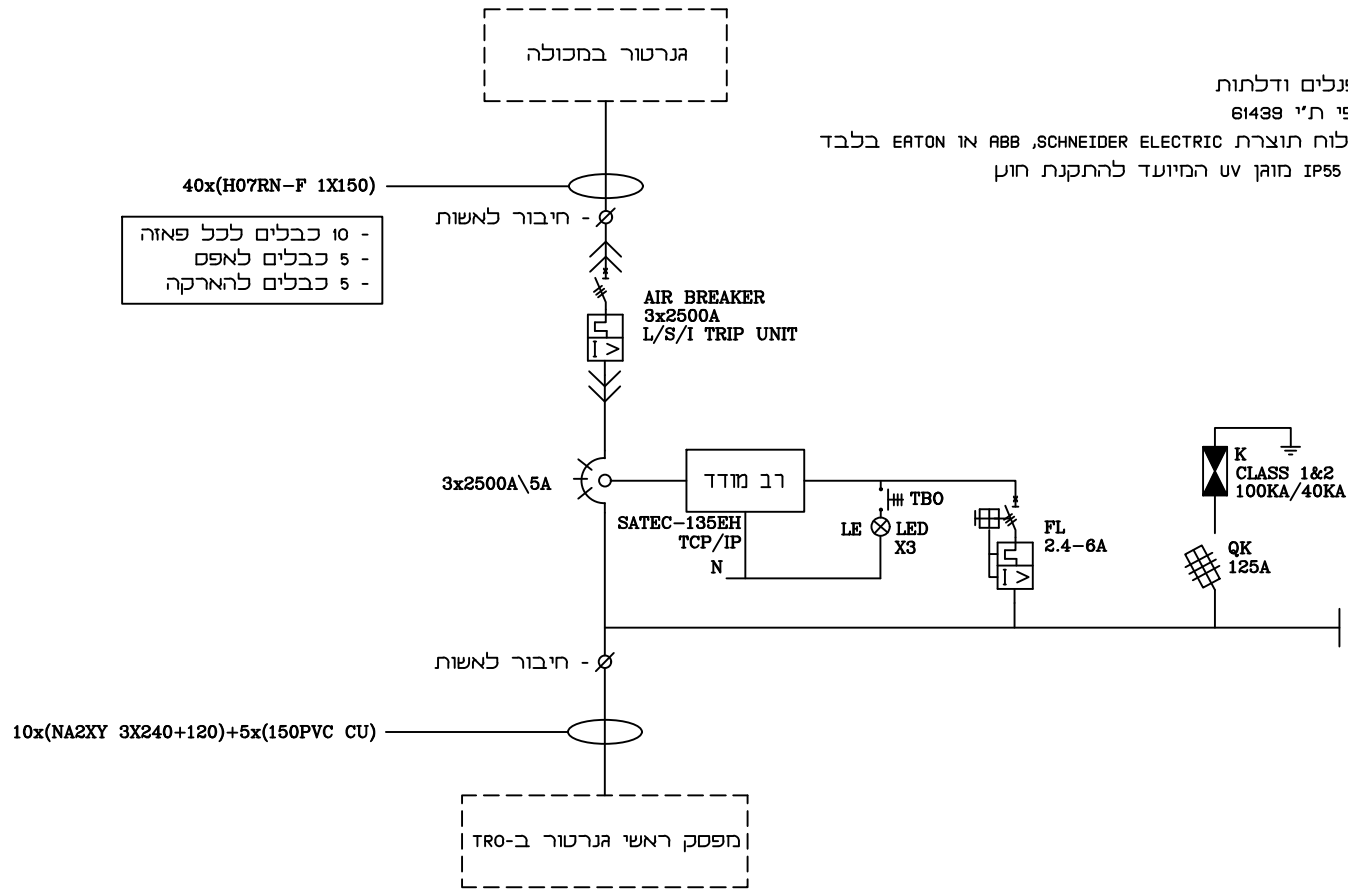 גנרטור במכולה
פנלים ודלתות
פי ת"י 61439
לוח תוצרת ABB ,SCHNEIDER ELECTRIC או EATON בלבד
IP55 מוגן UV המיועד להתקנת חוץ
40x(H07RN-F 1X150)
חיבור לאשות -
- 10 כבלים לכל פאזה
- 5 כבלים לאפס
- 5 כבלים להארקה
AIR BREAKER
3x2500A
L/S/I TRIP UNIT
I >
3x2500A\5A
רב מודד
SATEC-135EH
TCP/IP
N
TBO
LE
LED
X3
FL
2.4-6A
I >
K
CLASS 1&2
100KA/40KA
QK
125A
חיבור לאשות -
10x(NA2XY 3X240+120)+5x(150PVC CU)
מפסק ראשי גנרטור ב-TRO